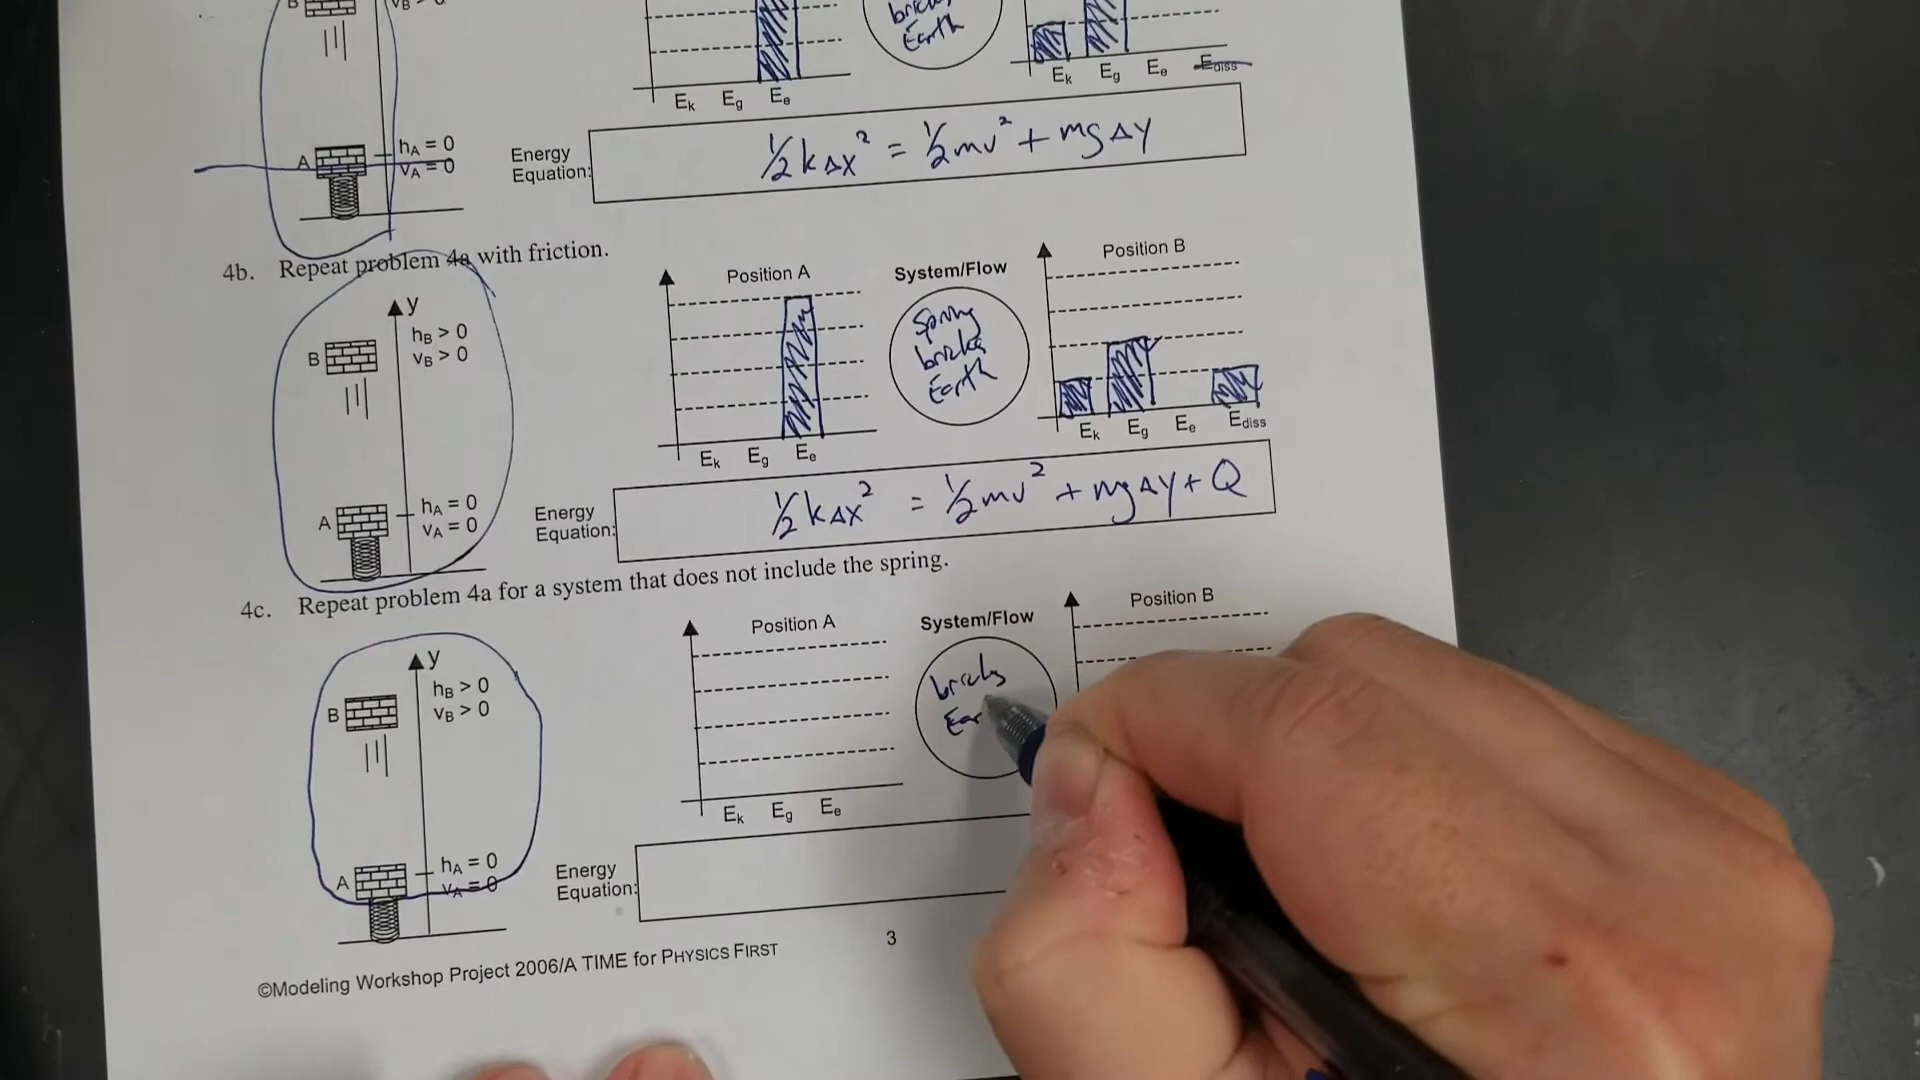 B
bricks
Earth
Ek Eg Ee
Ek Eg Ee Ediss
A
hA = 0
vA = 0
Energy
Equation:
½kΔx² = ½mv² + mgΔy
4b. Repeat problem 4a with friction.
y
hB > 0
vB > 0
B
A
hA = 0
vA = 0
Position A
Ek Eg Ee
System/Flow
Spring
bricks
Earth
Position B
Ek Eg Ee Ediss
Energy
Equation:
½kΔx² = ½mv² + mgΔy + Q
4c. Repeat problem 4a for a system that does not include the spring.
y
hB > 0
vB > 0
B
A
hA = 0
vA = 0
Position A
Ek Eg Ee
System/Flow
bricks
Ear
Position B
Energy
Equation:
3
©Modeling Workshop Project 2006/A TIME for PHYSICS FIRST